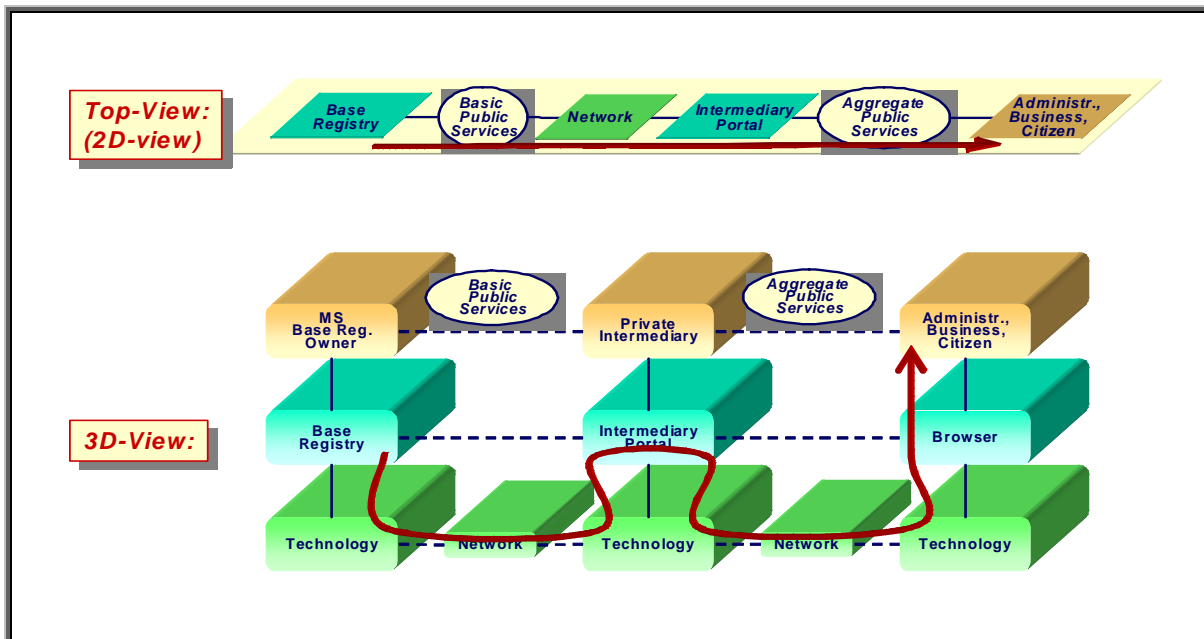 Top-View:
(2D-view)
Base
Registry
Basic
Public
Services
Network
Intermediary
Portal
Aggregate
Public
Services
Administr.,
Business,
Citizen
3D-View:
MS
Base Reg.
Owner
Basic
Public
Services
Private
Intermediary
Aggregate
Public
Services
Administr.,
Business,
Citizen
Base
Registry
Intermediary
Portal
Browser
Technology
Network
Technology
Network
Technology